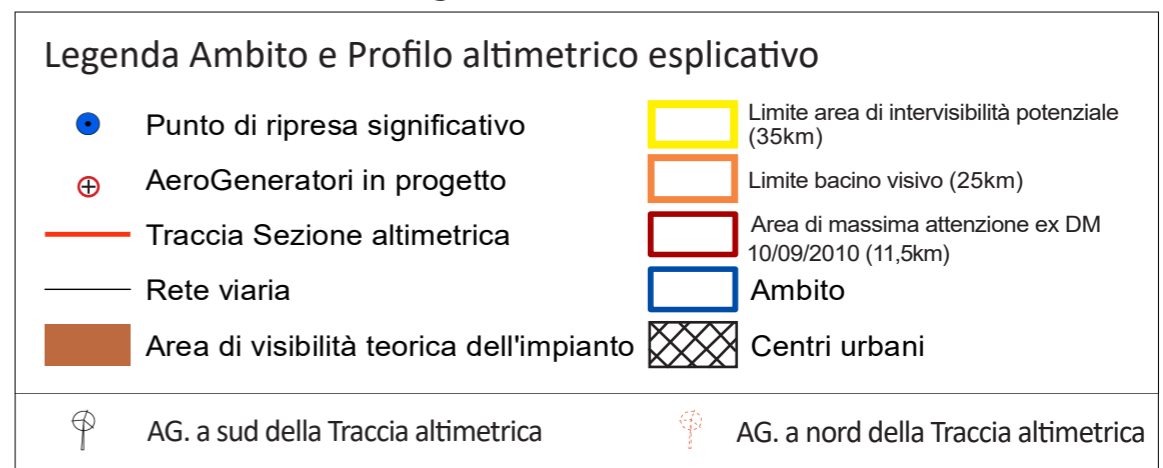 Legenda Ambito e Profilo altimetrico esplicativo
Punto di ripresa significativo
AeroGeneratori in progetto
Traccia Sezione altimetrica
Rete viaria
Area di visibilità teorica dell'impianto
Limite area di intervisibilità potenziale
(35km)
Limite bacino visivo (25km)
Area di massima attenzione ex DM
10/09/2010 (11,5km)
Ambito
Centri urbani
AG. a sud della Traccia altimetrica
AG. a nord della Traccia altimetrica